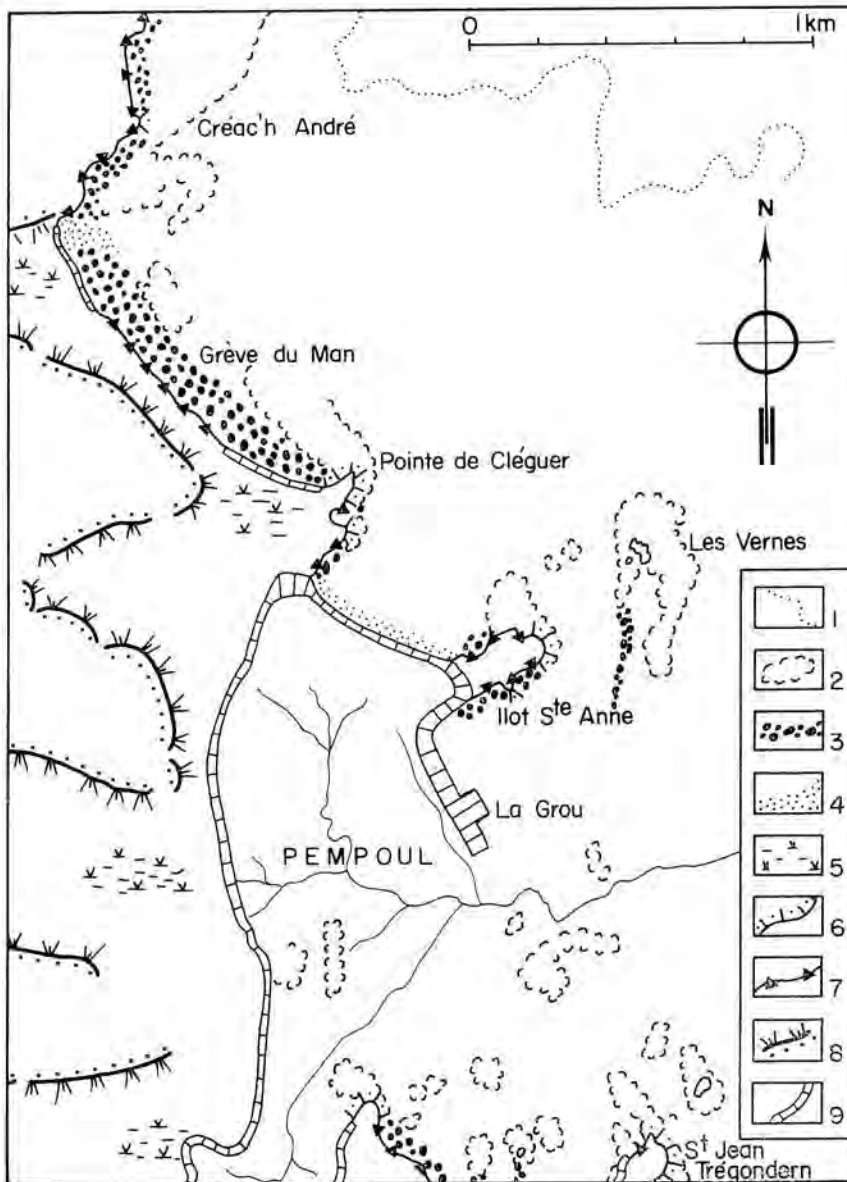 0 1km
Créac'h André
N
Grève du Man
Pointe de Cléguer
Les Vernes
1
2
3
Ilot Ste Anne
4
La Grou
5
PEMPOUL
6
7
8
9
St Jean
Trégondern